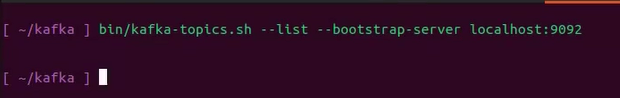 [ ~/kafka ] bin/kafka-topics.sh --list --bootstrap-server localhost:9092
[ ~/kafka ]